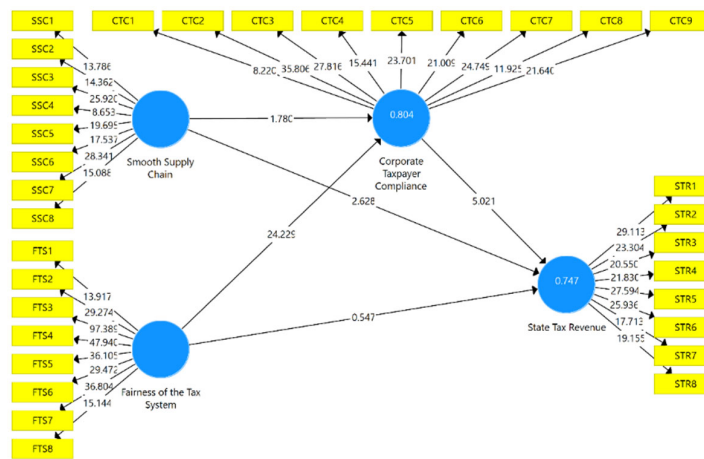 SSC1
CTC1
CTC2
CTC3
CTC4
CTC5
CTC6
CTC7
CTC8
CTC9
SSC2
SSC3
SSC4
SSC5
SSC6
SSC7
SSC8
13.786
14.362
25.920
8.653
19.695
17.537
28.341
15.088
8.220
35.806
27.816
15.441
23.701
21.009
24.749
11.925
21.640
0.804
Smooth Supply
Chain
1.780
Corporate
Taxpayer
Compliance
2.628
5.021
24.229
STR1
STR2
STR3
STR4
STR5
STR6
STR7
STR8
29.113
23.304
20.550
21.830
27.594
25.936
17.713
19.155
0.747
State Tax Revenue
FTS1
FTS2
FTS3
FTS4
FTS5
FTS6
FTS7
FTS8
13.917
29.274
97.389
47.940
36.105
29.472
36.804
15.144
0.547
Fairness of the Tax
System